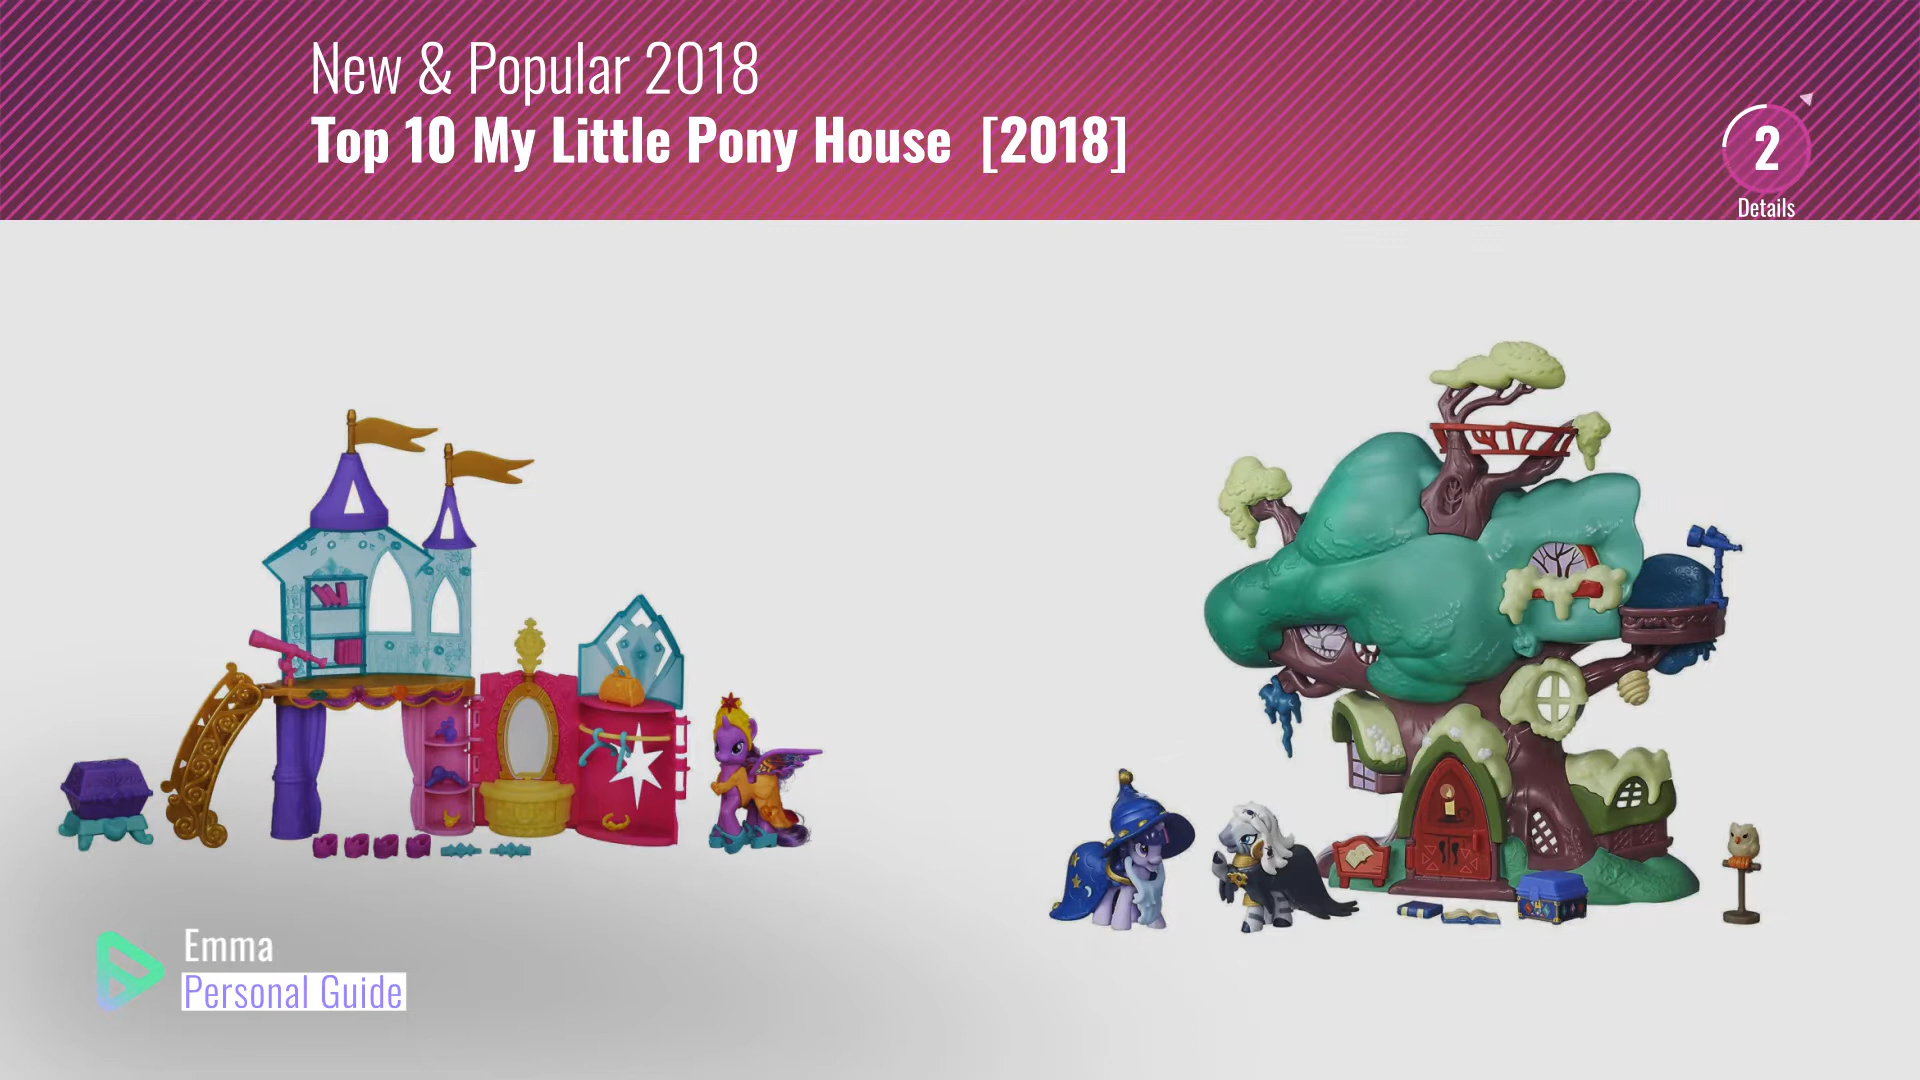 New & Popular 2018
Top 10 My Little Pony House [2018]
2
Details
Emma
Personal Guide